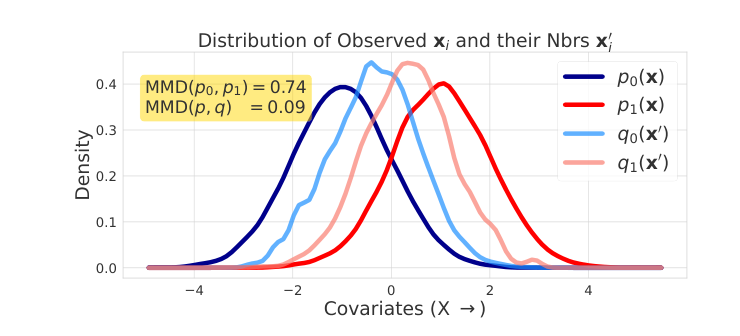 Distribution of Observed xᵢ and their Nbrs x′ᵢ
MMD(p₀, p₁) = 0.74
MMD(p, q) = 0.09
p₀(x)
p₁(x)
q₀(x′)
q₁(x′)
Density
0.4
0.3
0.2
0.1
0.0
−4 −2 0 2 4
Covariates (X →)